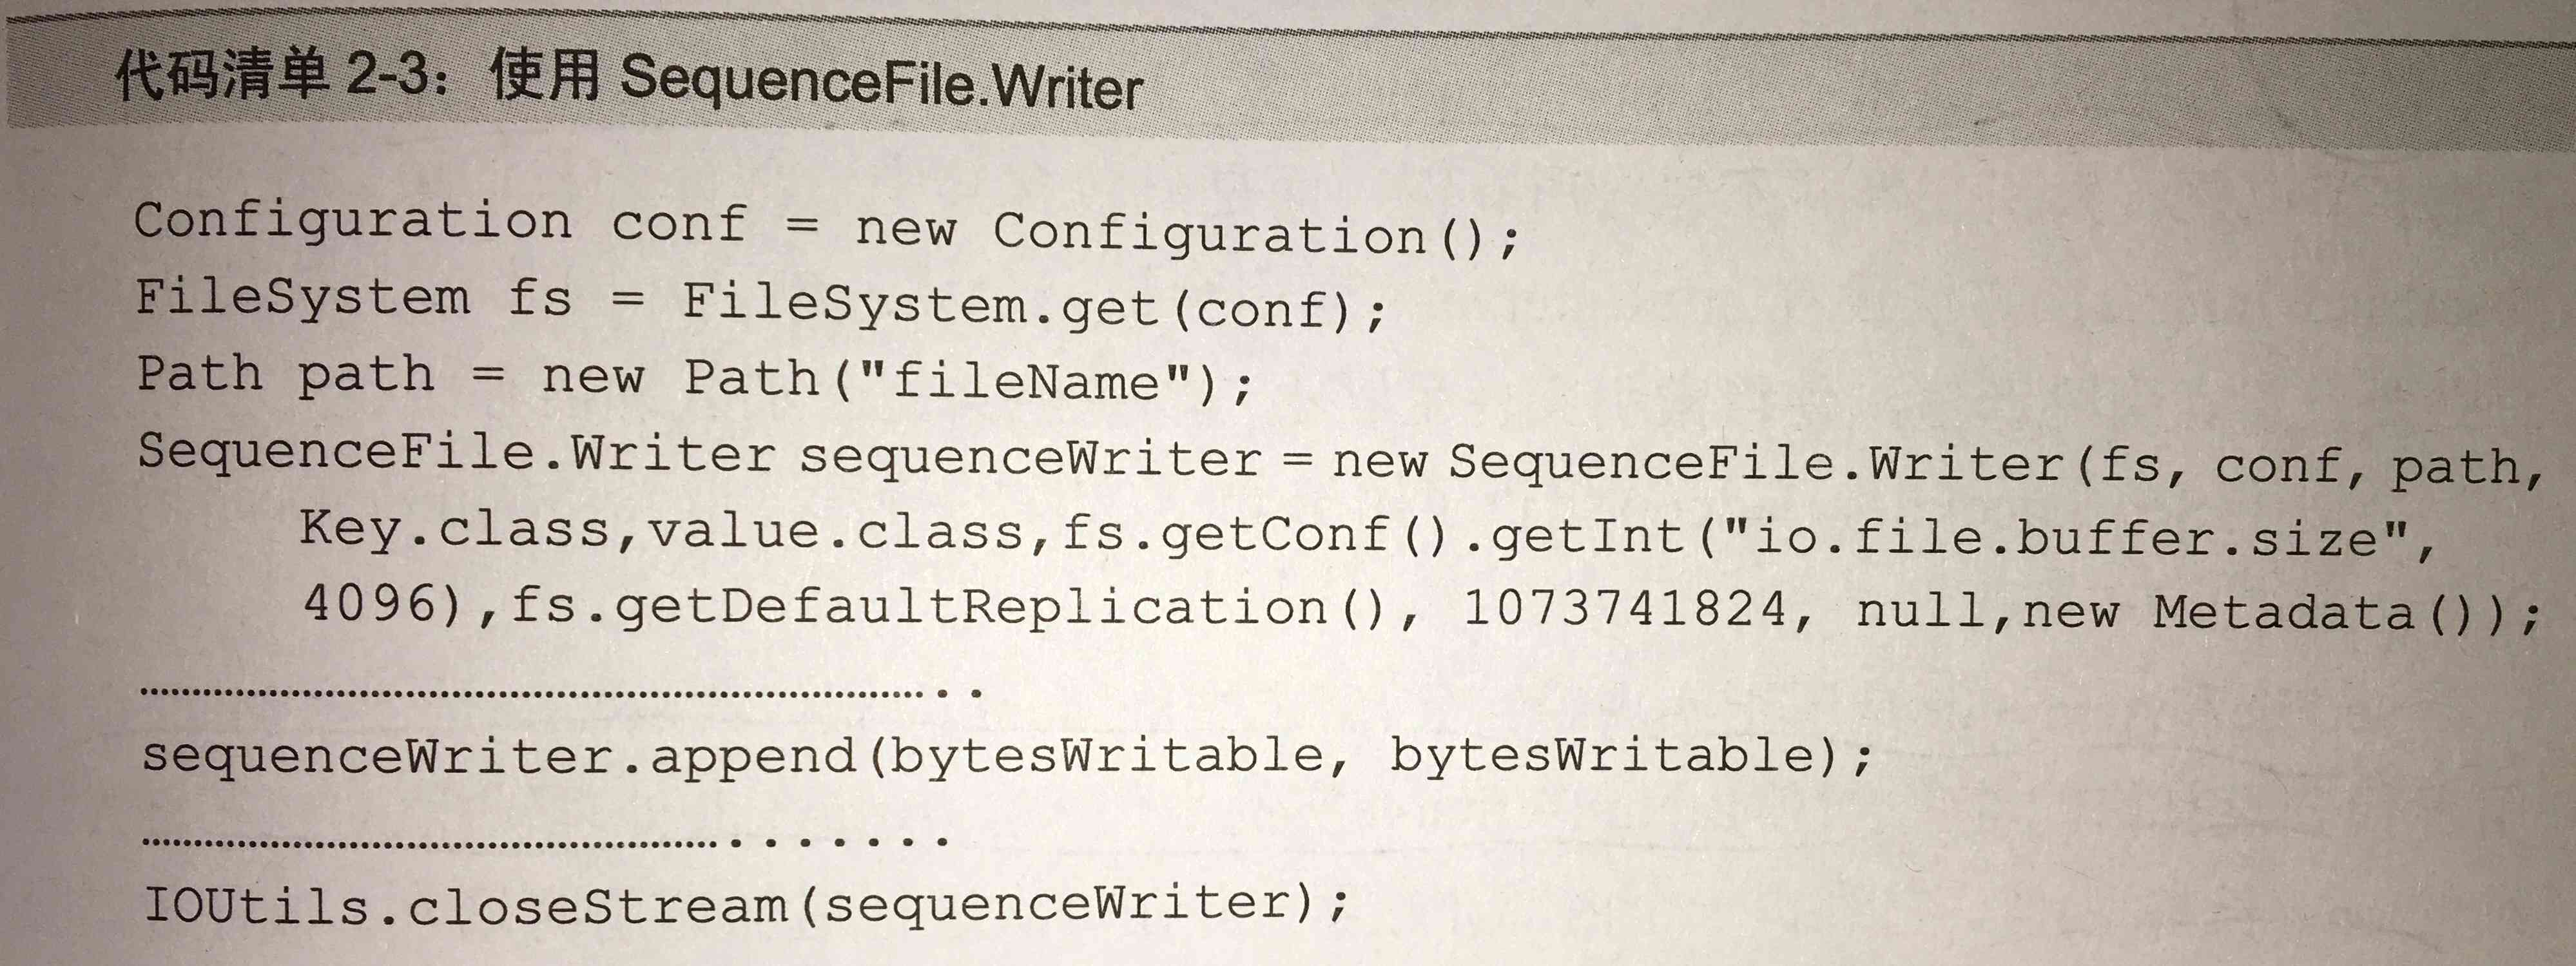 代码清单 2-3：使用 SequenceFile.Writer
Configuration conf = new Configuration();
FileSystem fs = FileSystem.get(conf);
Path path = new Path("fileName");
SequenceFile.Writer sequenceWriter = new SequenceFile.Writer(fs, conf, path,
Key.class,value.class,fs.getConf().getInt("io.file.buffer.size",
4096),fs.getDefaultReplication(), 1073741824, null,new Metadata());
........................................................................
sequenceWriter.append(bytesWritable, bytesWritable);
..............................................................
IOUtils.closeStream(sequenceWriter);